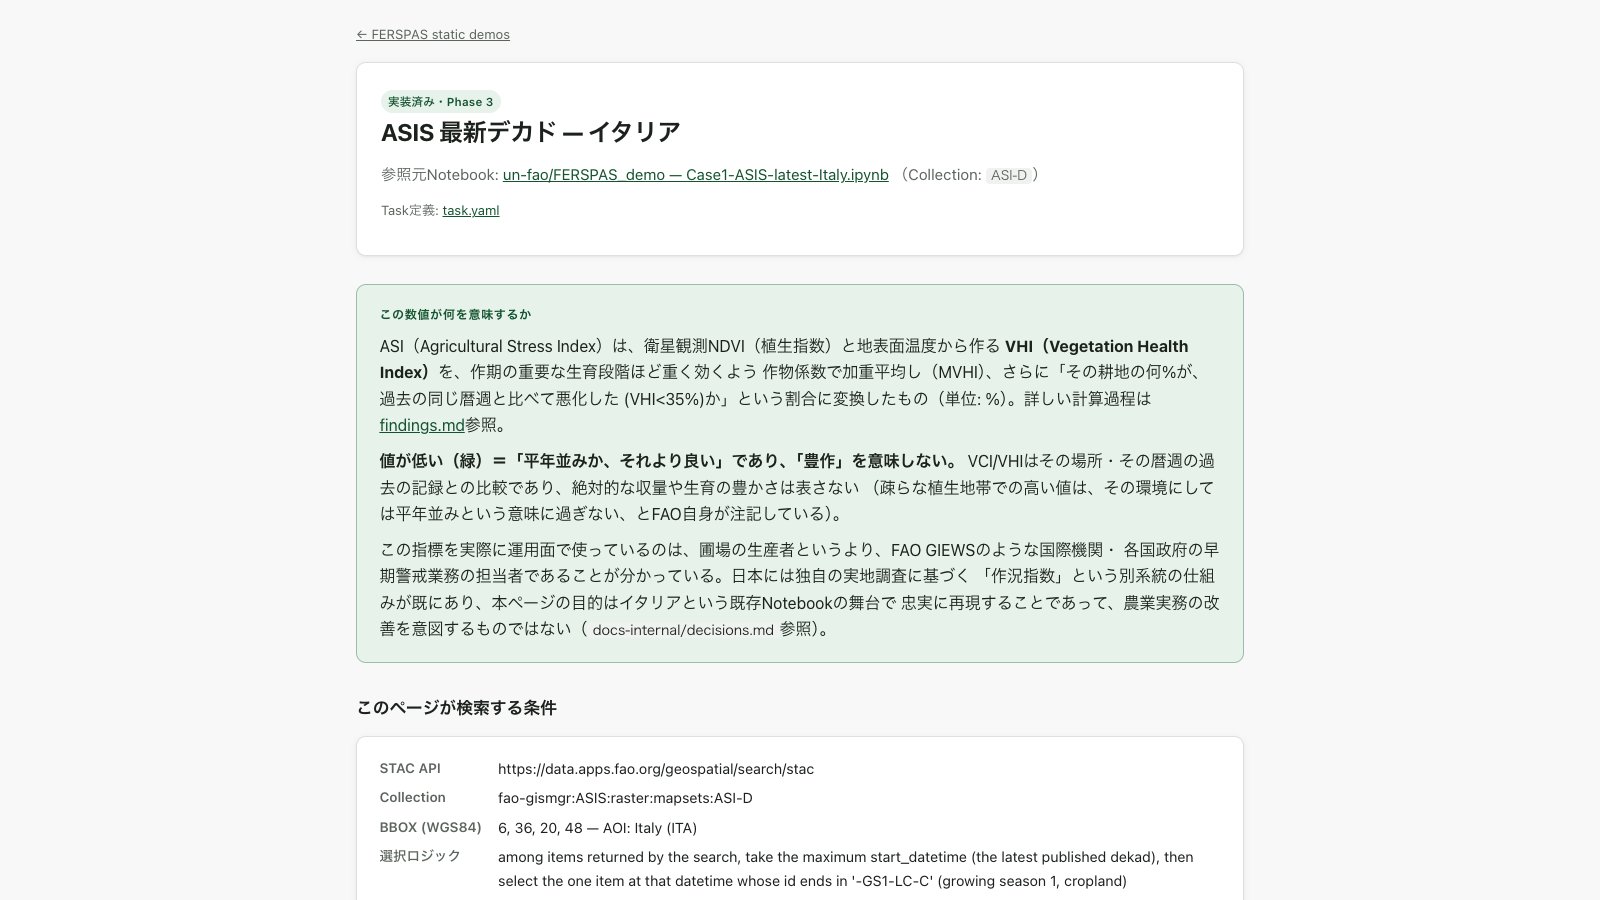 ← FERSPAS static demos
実装済み・Phase 3
ASIS 最新デカド — イタリア
参照元Notebook: un-fao/FERSPAS_demo — Case1-ASIS-latest-Italy.ipynb （Collection: ASI-D ）
Task定義: task.yaml
この数値が何を意味するか
ASI（Agricultural Stress Index）は、衛星観測NDVI（植生指数）と地表面温度から作る VHI（Vegetation Health
Index）を、作期の重要な生育段階ほど重く効くよう 作物係数で加重平均し（MVHI）、さらに「その耕地の何%が、
過去の同じ暦週と比べて悪化した (VHI<35%)か」という割合に変換したもの（単位: %）。詳しい計算過程は
findings.md参照。
値が低い（緑）＝「平年並みか、それより良い」であり、「豊作」を意味しない。 VCI/VHIはその場所・その暦週の過
去の記録との比較であり、絶対的な収量や生育の豊かさは表さない （疎らな植生地帯での高い値は、その環境にして
は平年並みという意味に過ぎない、とFAO自身が注記している）。
この指標を実際に運用面で使っているのは、圃場の生産者というより、FAO GIEWSのような国際機関・ 各国政府の早
期警戒業務の担当者であることが分かっている。日本には独自の実地調査に基づく 「作況指数」という別系統の仕組
みが既にあり、本ページの目的はイタリアという既存Notebookの舞台で 忠実に再現することであって、農業実務の改
善を意図するものではない（ docs-internal/decisions.md 参照）。
このページが検索する条件
STAC API https://data.apps.fao.org/geospatial/search/stac
Collection fao-gismgr:ASIS:raster:mapsets:ASI-D
BBOX (WGS84) 6, 36, 20, 48 — AOI: Italy (ITA)
選択ロジック among items returned by the search, take the maximum start_datetime (the latest published dekad), then
select the one item at that datetime whose id ends in '-GS1-LC-C' (growing season 1, cropland)